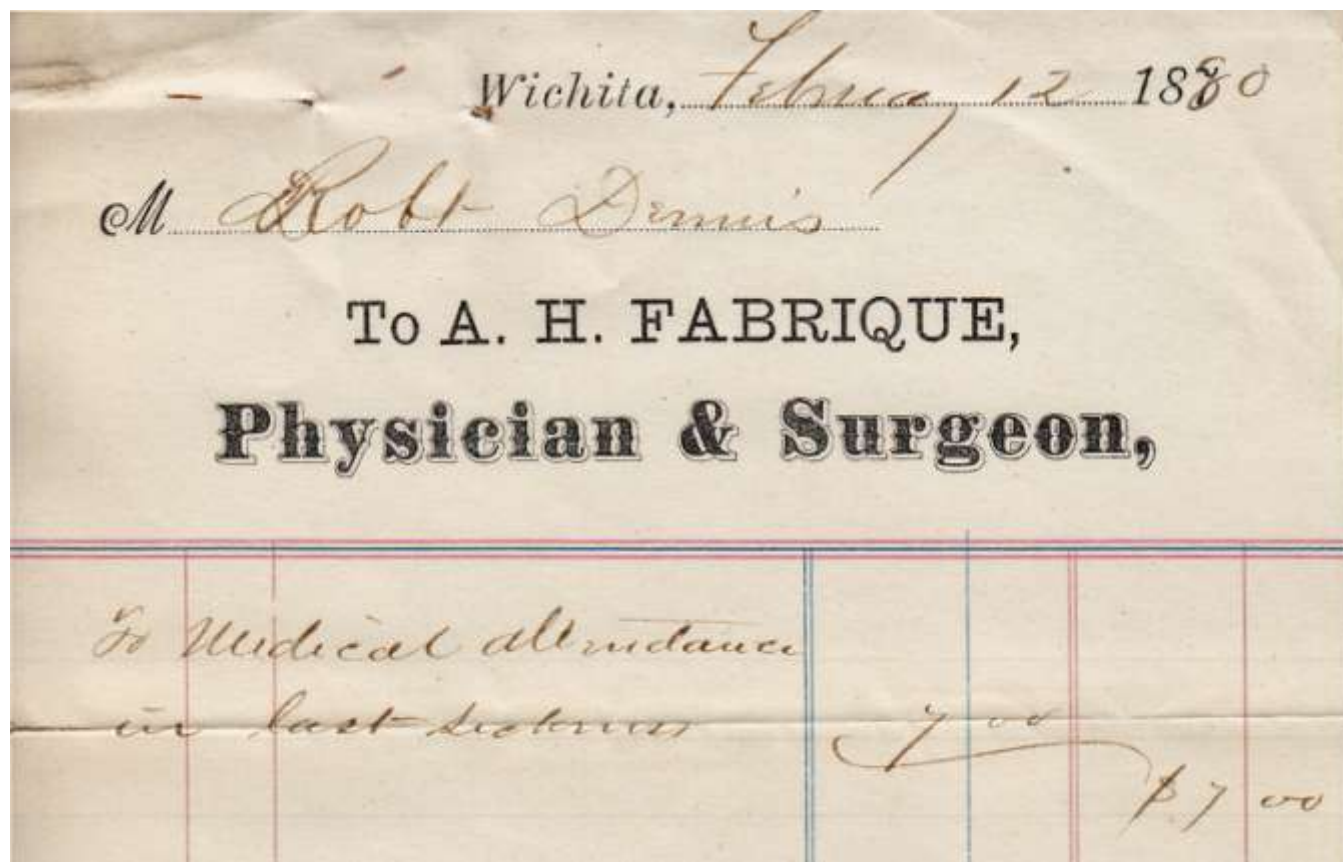 Wichita, Februay 12 1880
M Robt Dennis
To A. H. FABRIQUE,
Physician & Surgeon,
To Medical attendance
in last sickness 7 00
$7 00